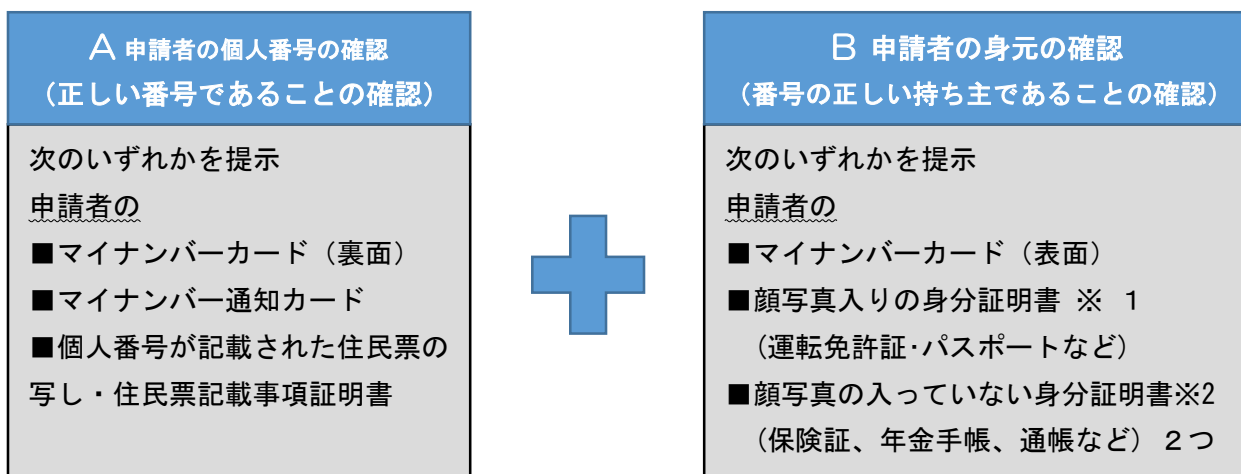 A 申請者の個人番号の確認
（正しい番号であることの確認）
次のいずれかを提示
申請者の
■マイナンバーカード（裏面）
■マイナンバー通知カード
■個人番号が記載された住民票の
写し・住民票記載事項証明書
B 申請者の身元の確認
（番号の正しい持ち主であることの確認）
次のいずれかを提示
申請者の
■マイナンバーカード（表面）
■顔写真入りの身分証明書 ※ 1
（運転免許証･パスポートなど）
■顔写真の入っていない身分証明書※2
（保険証、年金手帳、通帳など）２つ